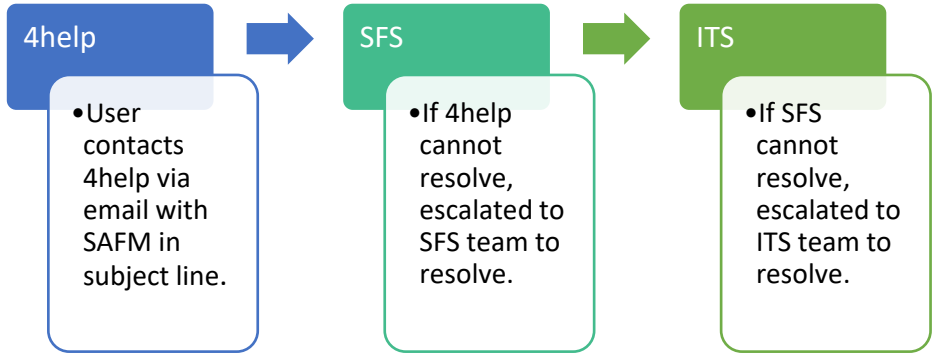 4help
•User
contacts
4help via
email with
SAFM in
subject line.
SFS
•If 4help
cannot
resolve,
escalated to
SFS team to
resolve.
ITS
•If SFS
cannot
resolve,
escalated to
ITS team to
resolve.